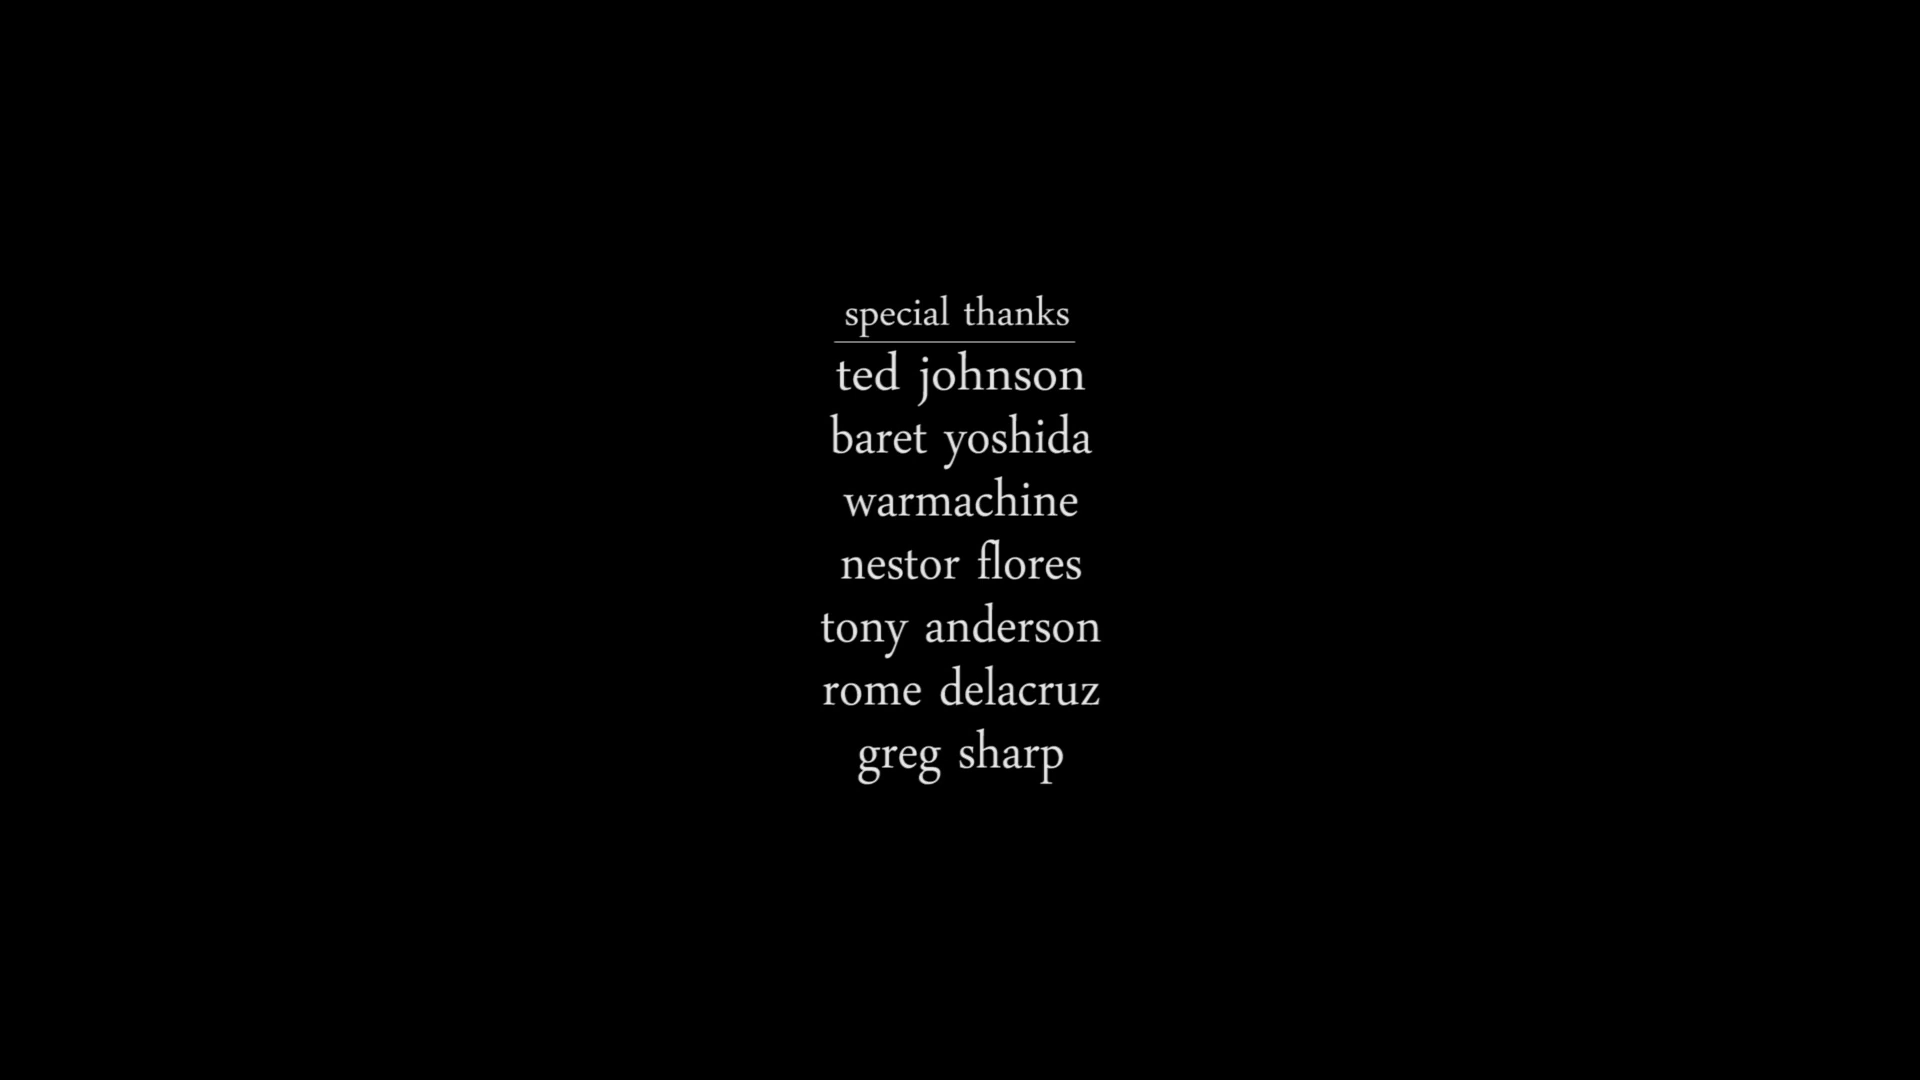 special thanks
ted johnson
baret yoshida
warmachine
nestor flores
tony anderson
rome delacruz
greg sharp